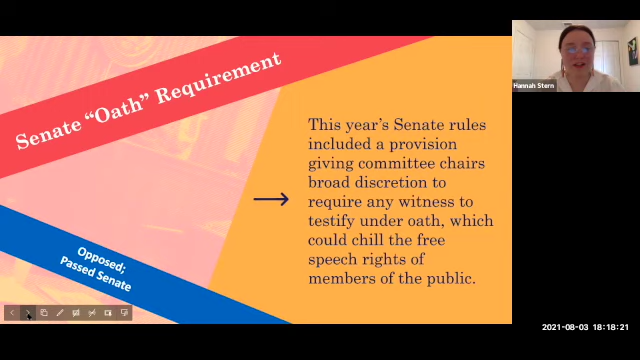 Senate “Oath” Requirement
This year’s Senate rules
included a provision
giving committee chairs
broad discretion to
require any witness to
testify under oath, which
could chill the free
speech rights of
members of the public.
Opposed;
Passed Senate
Hannah Stern
2021-08-03 18:18:21